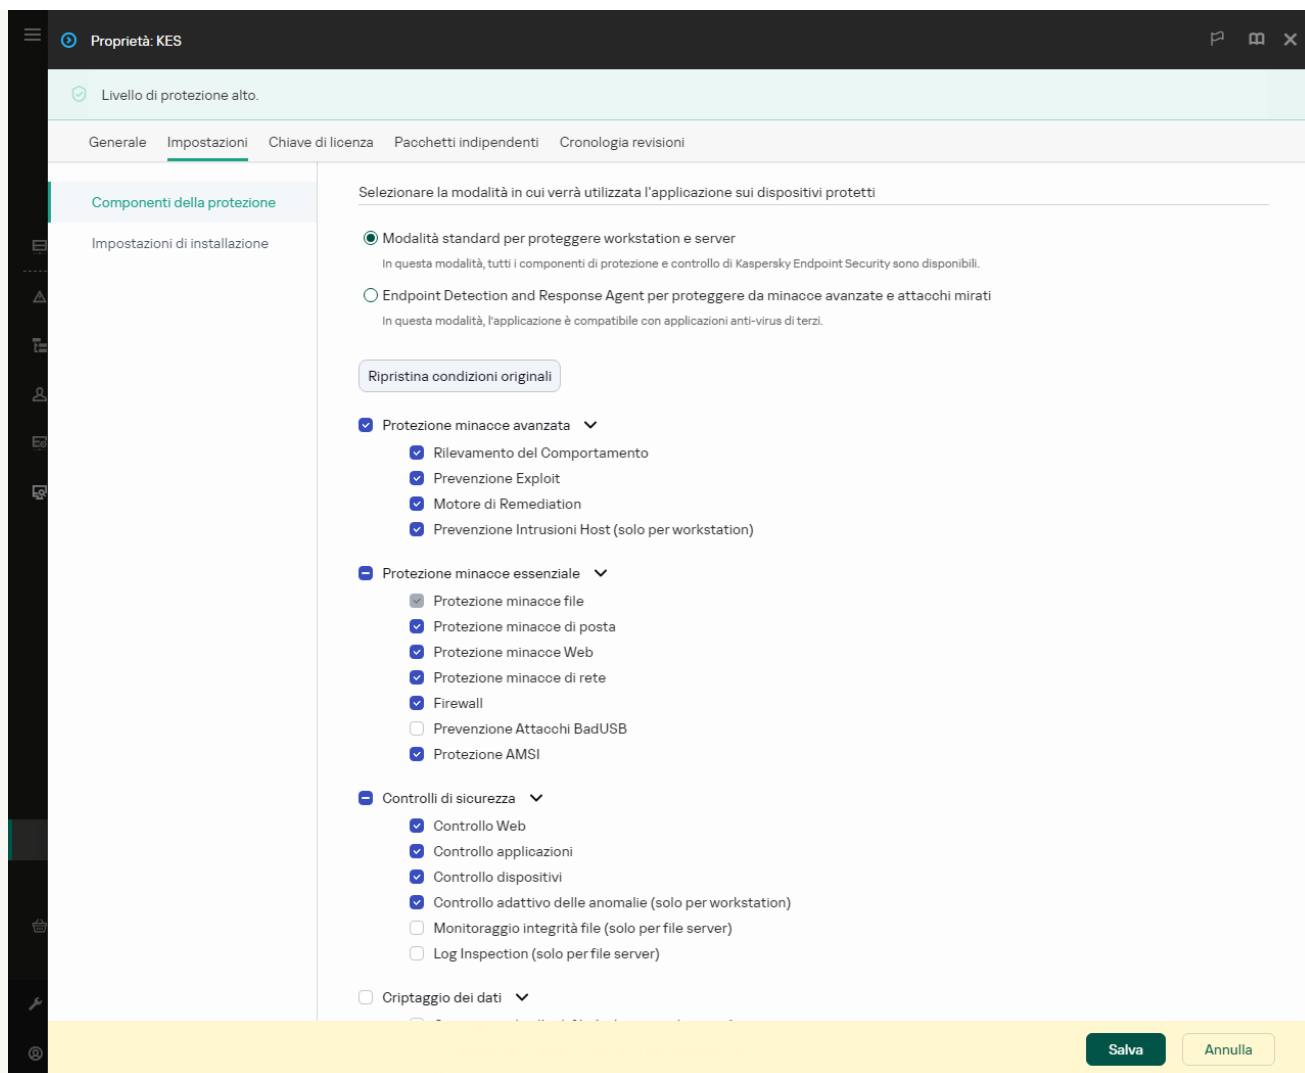 Proprietà: KES
Livello di protezione alto.
Generale Impostazioni Chiave di licenza Pacchetti indipendenti Cronologia revisioni
Componenti della protezione
Impostazioni di installazione
Selezionare la modalità in cui verrà utilizzata l'applicazione sui dispositivi protetti
Modalità standard per proteggere workstation e server
In questa modalità, tutti i componenti di protezione e controllo di Kaspersky Endpoint Security sono disponibili.
Endpoint Detection and Response Agent per proteggere da minacce avanzate e attacchi mirati
In questa modalità, l'applicazione è compatibile con applicazioni anti-virus di terzi.
Ripristina condizioni originali
Protezione minacce avanzata
Rilevamento del Comportamento
Prevenzione Exploit
Motore di Remediation
Prevenzione Intrusioni Host (solo per workstation)
Protezione minacce essenziale
Protezione minacce file
Protezione minacce di posta
Protezione minacce Web
Protezione minacce di rete
Firewall
Prevenzione Attacchi BadUSB
Protezione AMSI
Controlli di sicurezza
Controllo Web
Controllo applicazioni
Controllo dispositivi
Controllo adattivo delle anomalie (solo per workstation)
Monitoraggio integrità file (solo per file server)
Log Inspection (solo per file server)
Criptaggio dei dati
Salva Annulla